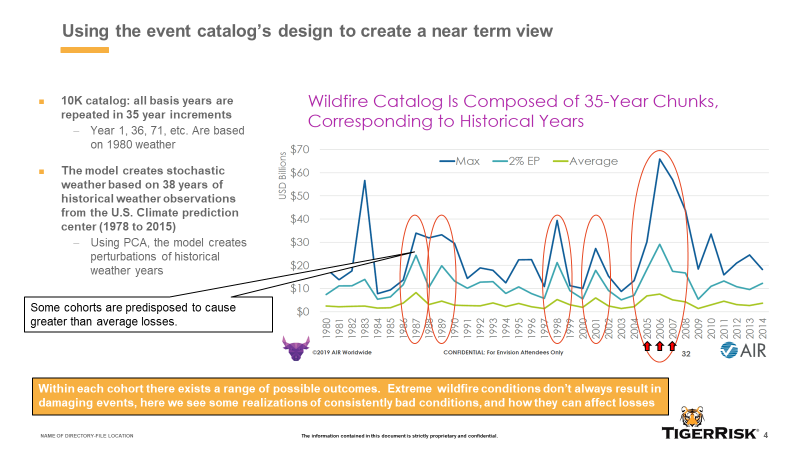 Using the event catalog's design to create a near term view
10K catalog: all basis years are
repeated in 35 year increments
– Year 1, 36, 71, etc. Are based
on 1980 weather
The model creates stochastic
weather based on 38 years of
historical weather observations
from the U.S. Climate prediction
center (1978 to 2015)
– Using PCA, the model creates
perturbations of historical
weather years
Some cohorts are predisposed to cause
greater than average losses.
Wildfire Catalog Is Composed of 35-Year Chunks,
Corresponding to Historical Years
USD Billions
$70
$60
$50
$40
$30
$20
$10
$0
Max 2% EP Average
1980 1981 1982 1983 1984 1985 1986 1987 1988 1989 1990 1991 1992 1993 1994 1995 1996 1997 1998 1999 2000 2001 2002 2003 2004 2005 2006 2007 2008 2009 2010 2011 2012 2013 2014
©2019 AIR Worldwide CONFIDENTIAL: For Envision Attendees Only 32
AIR
Within each cohort there exists a range of possible outcomes. Extreme wildfire conditions don't always result in
damaging events, here we see some realizations of consistently bad conditions, and how they can affect losses
NAME OF DIRECTORY-FILE LOCATION
The information contained in this document is strictly proprietary and confidential.
TIGERRISK®
4